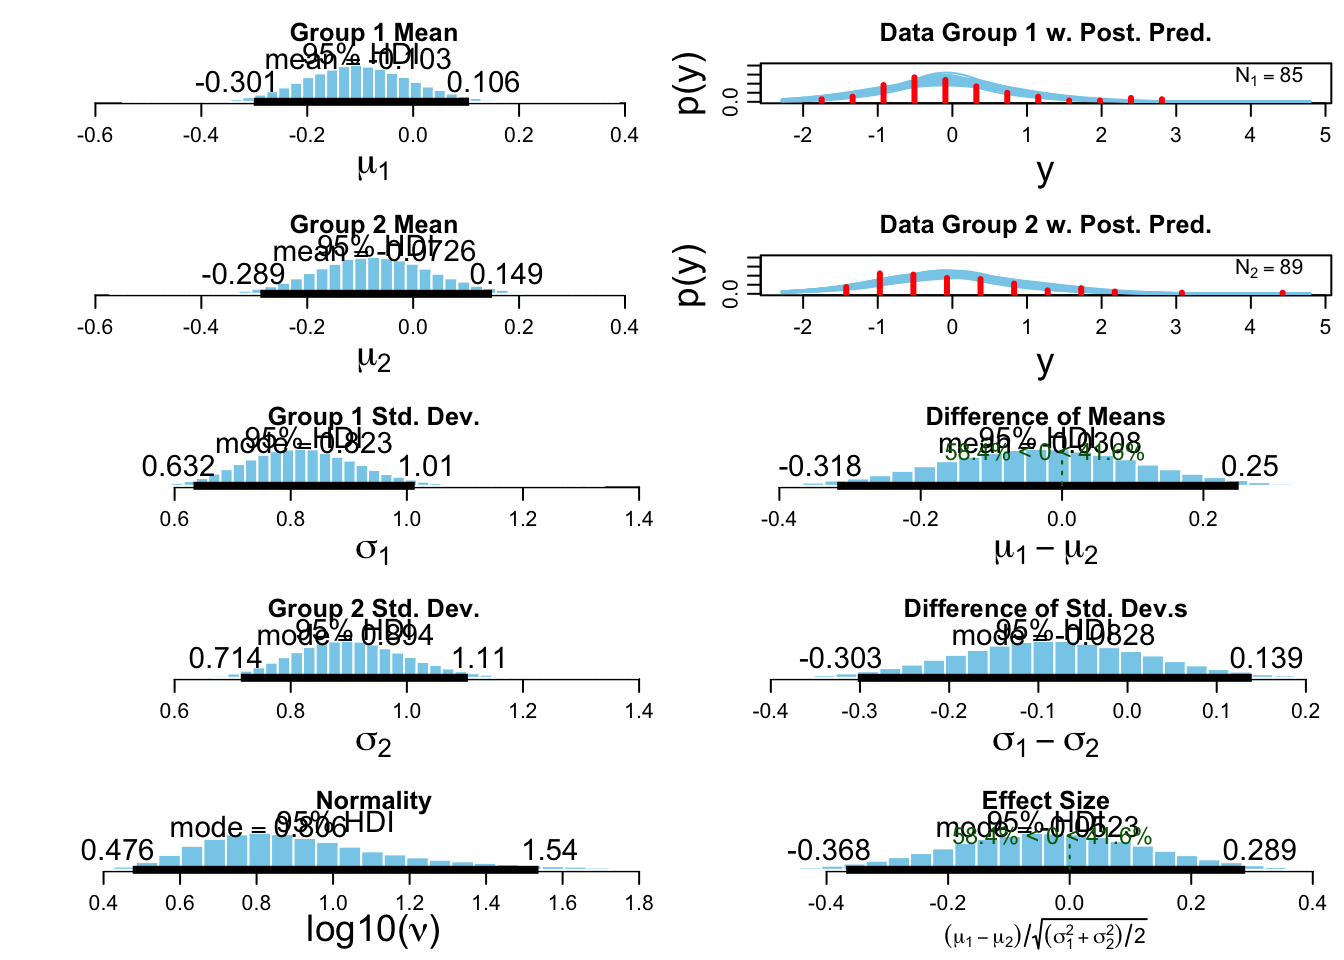 Group 1 Mean
95% HDI
mean = -0.103
-0.301
0.106
-0.6 -0.4 -0.2 0.0 0.2 0.4
μ1
Data Group 1 w. Post. Pred.
p(y)
0.0
N1 = 85
-2 -1 0 1 2 3 4 5
y
Group 2 Mean
95% HDI
mean = -0.0726
-0.289
0.149
-0.6 -0.4 -0.2 0.0 0.2 0.4
μ2
Data Group 2 w. Post. Pred.
p(y)
0.0
N2 = 89
-2 -1 0 1 2 3 4 5
y
Group 1 Std. Dev.
95% HDI
mode = 0.823
0.632
1.01
0.6 0.8 1.0 1.2 1.4
σ1
Difference of Means
95% HDI
mean = -0.0308
58.4% < 0 < 41.6%
-0.318
0.25
-0.4 -0.2 0.0 0.2
μ1 − μ2
Group 2 Std. Dev.
95% HDI
mode = 0.894
0.714
1.11
0.6 0.8 1.0 1.2 1.4
σ2
Difference of Std. Dev.s
95% HDI
mode = -0.0828
-0.303
0.139
-0.4 -0.3 -0.2 -0.1 0.0 0.1 0.2
σ1 − σ2
Normality
95% HDI
mode = 0.806
0.476
1.54
0.4 0.6 0.8 1.0 1.2 1.4 1.6 1.8
log10(ν)
Effect Size
95% HDI
mode = -0.0523
58.4% < 0 < 41.6%
-0.368
0.289
-0.4 -0.2 0.0 0.2 0.4
(μ1 − μ2)/√(σ1² + σ2²)/2